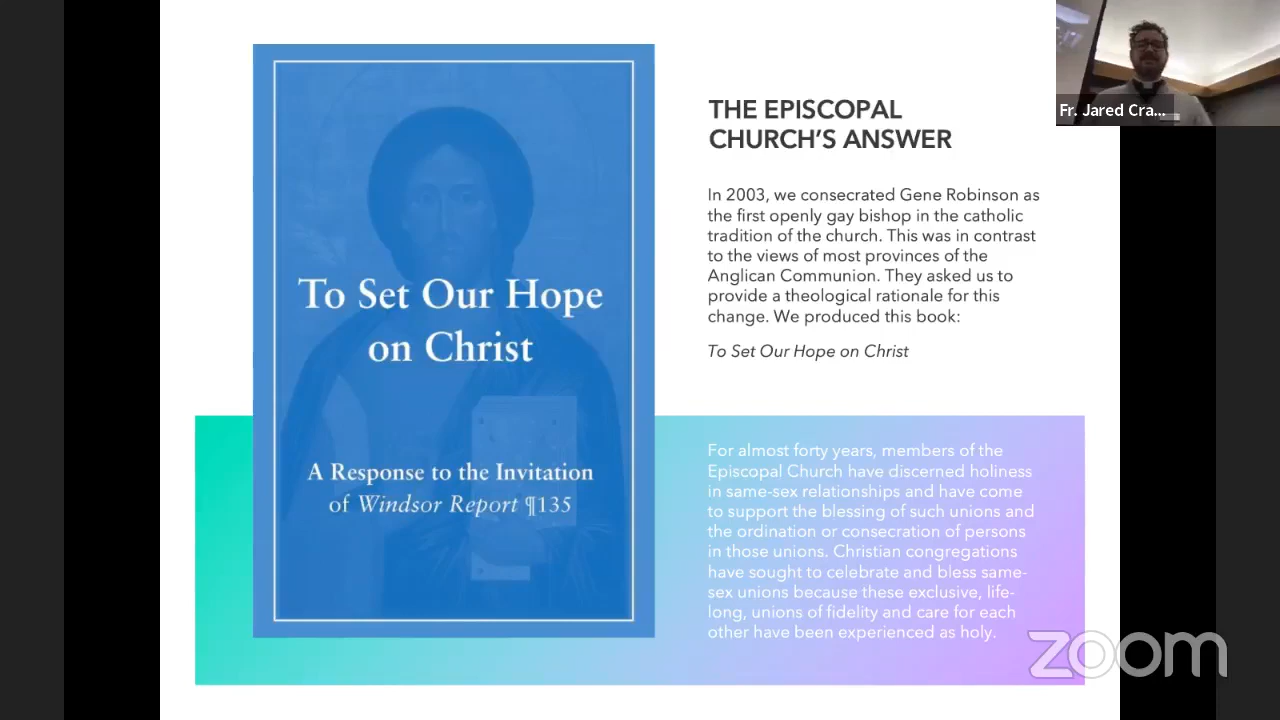 To Set Our Hope
on Christ
A Response to the Invitation
of Windsor Report ¶135
THE EPISCOPAL
CHURCH'S ANSWER
In 2003, we consecrated Gene Robinson as
the first openly gay bishop in the catholic
tradition of the church. This was in contrast
to the views of most provinces of the
Anglican Communion. They asked us to
provide a theological rationale for this
change. We produced this book:
To Set Our Hope on Christ
For almost forty years, members of the
Episcopal Church have discerned holiness
in same-sex relationships and have come
to support the blessing of such unions and
the ordination or consecration of persons
in those unions. Christian congregations
have sought to celebrate and bless same-
sex unions because these exclusive, life-
long, unions of fidelity and care for each
other have been experienced as holy.
Fr. Jared Cra...
zoom